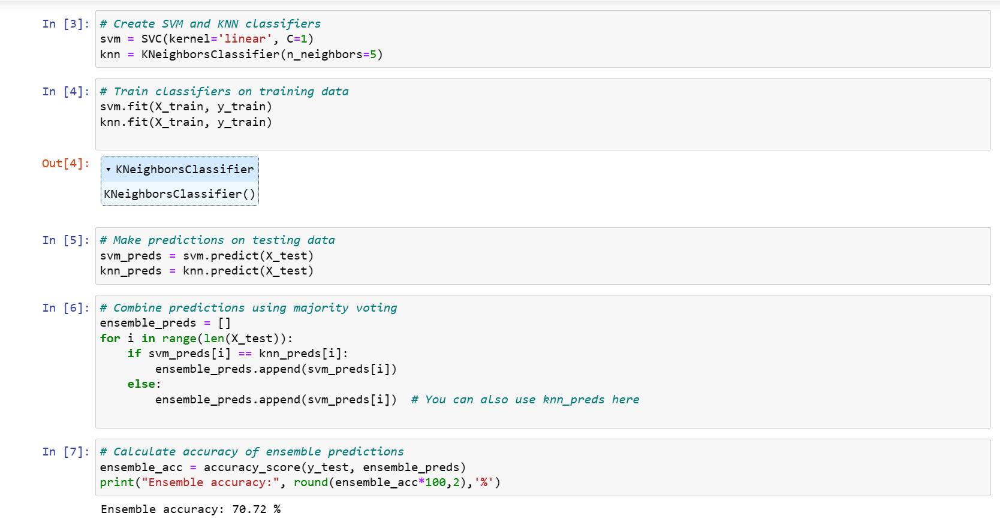 In [3]: # Create SVM and KNN classifiers
svm = SVC(kernel='linear', C=1)
knn = KNeighborsClassifier(n_neighbors=5)
In [4]: # Train classifiers on training data
svm.fit(X_train, y_train)
knn.fit(X_train, y_train)
Out[4]: ▾ KNeighborsClassifier
KNeighborsClassifier()
In [5]: # Make predictions on testing data
svm_preds = svm.predict(X_test)
knn_preds = knn.predict(X_test)
In [6]: # Combine predictions using majority voting
ensemble_preds = []
for i in range(len(X_test)):
    if svm_preds[i] == knn_preds[i]:
        ensemble_preds.append(svm_preds[i])
    else:
        ensemble_preds.append(svm_preds[i])  # You can also use knn_preds here
In [7]: # Calculate accuracy of ensemble predictions
ensemble_acc = accuracy_score(y_test, ensemble_preds)
print("Ensemble accuracy:", round(ensemble_acc*100,2),'%')
Ensemble accuracy: 70.72 %